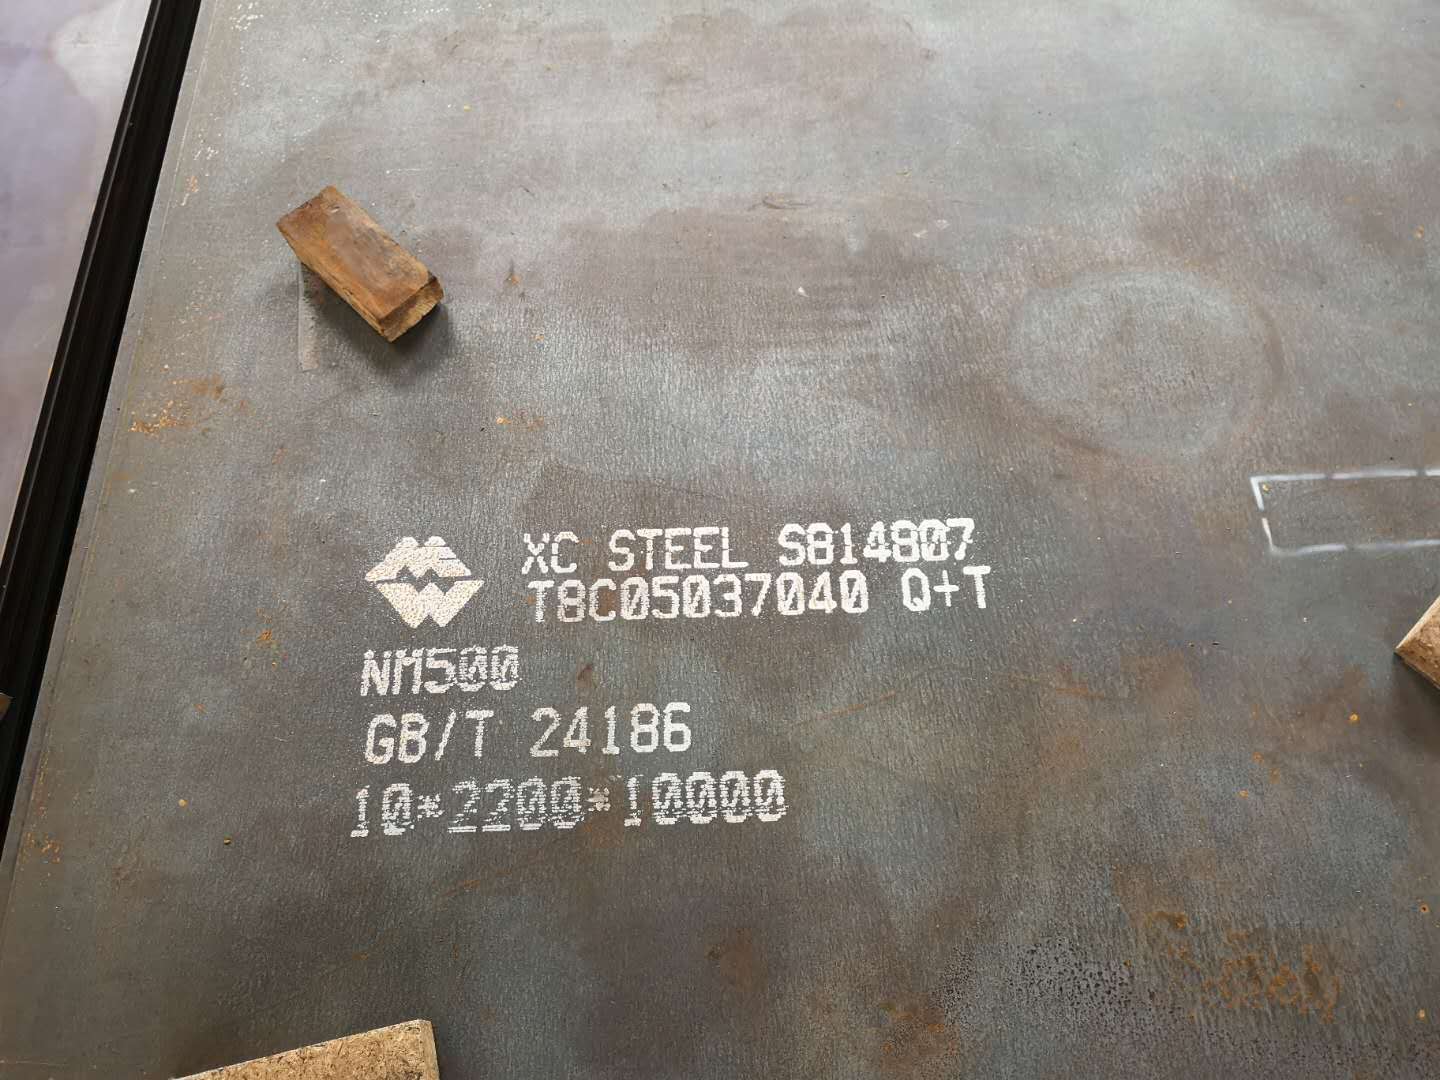 XC STEEL S814807
T8C05037040 Q+T
NM500
GB/T 24186
10*2200*10000